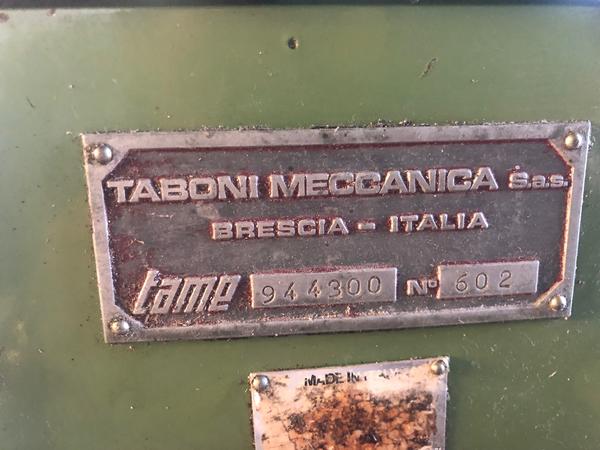 TABONI MECCANICA S.a.s.
BRESCIA - ITALIA
tame 944300 No 602
MADE IN